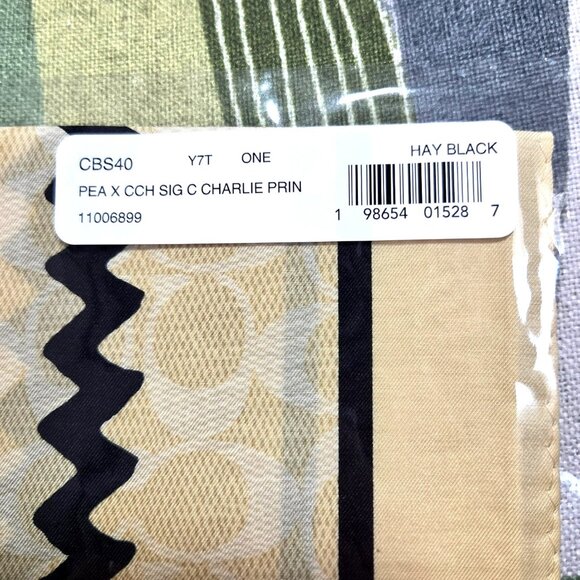 CBS40 Y7T ONE HAY BLACK
PEA X CCH SIG C CHARLIE PRIN
11006899
1 98654 01528 7